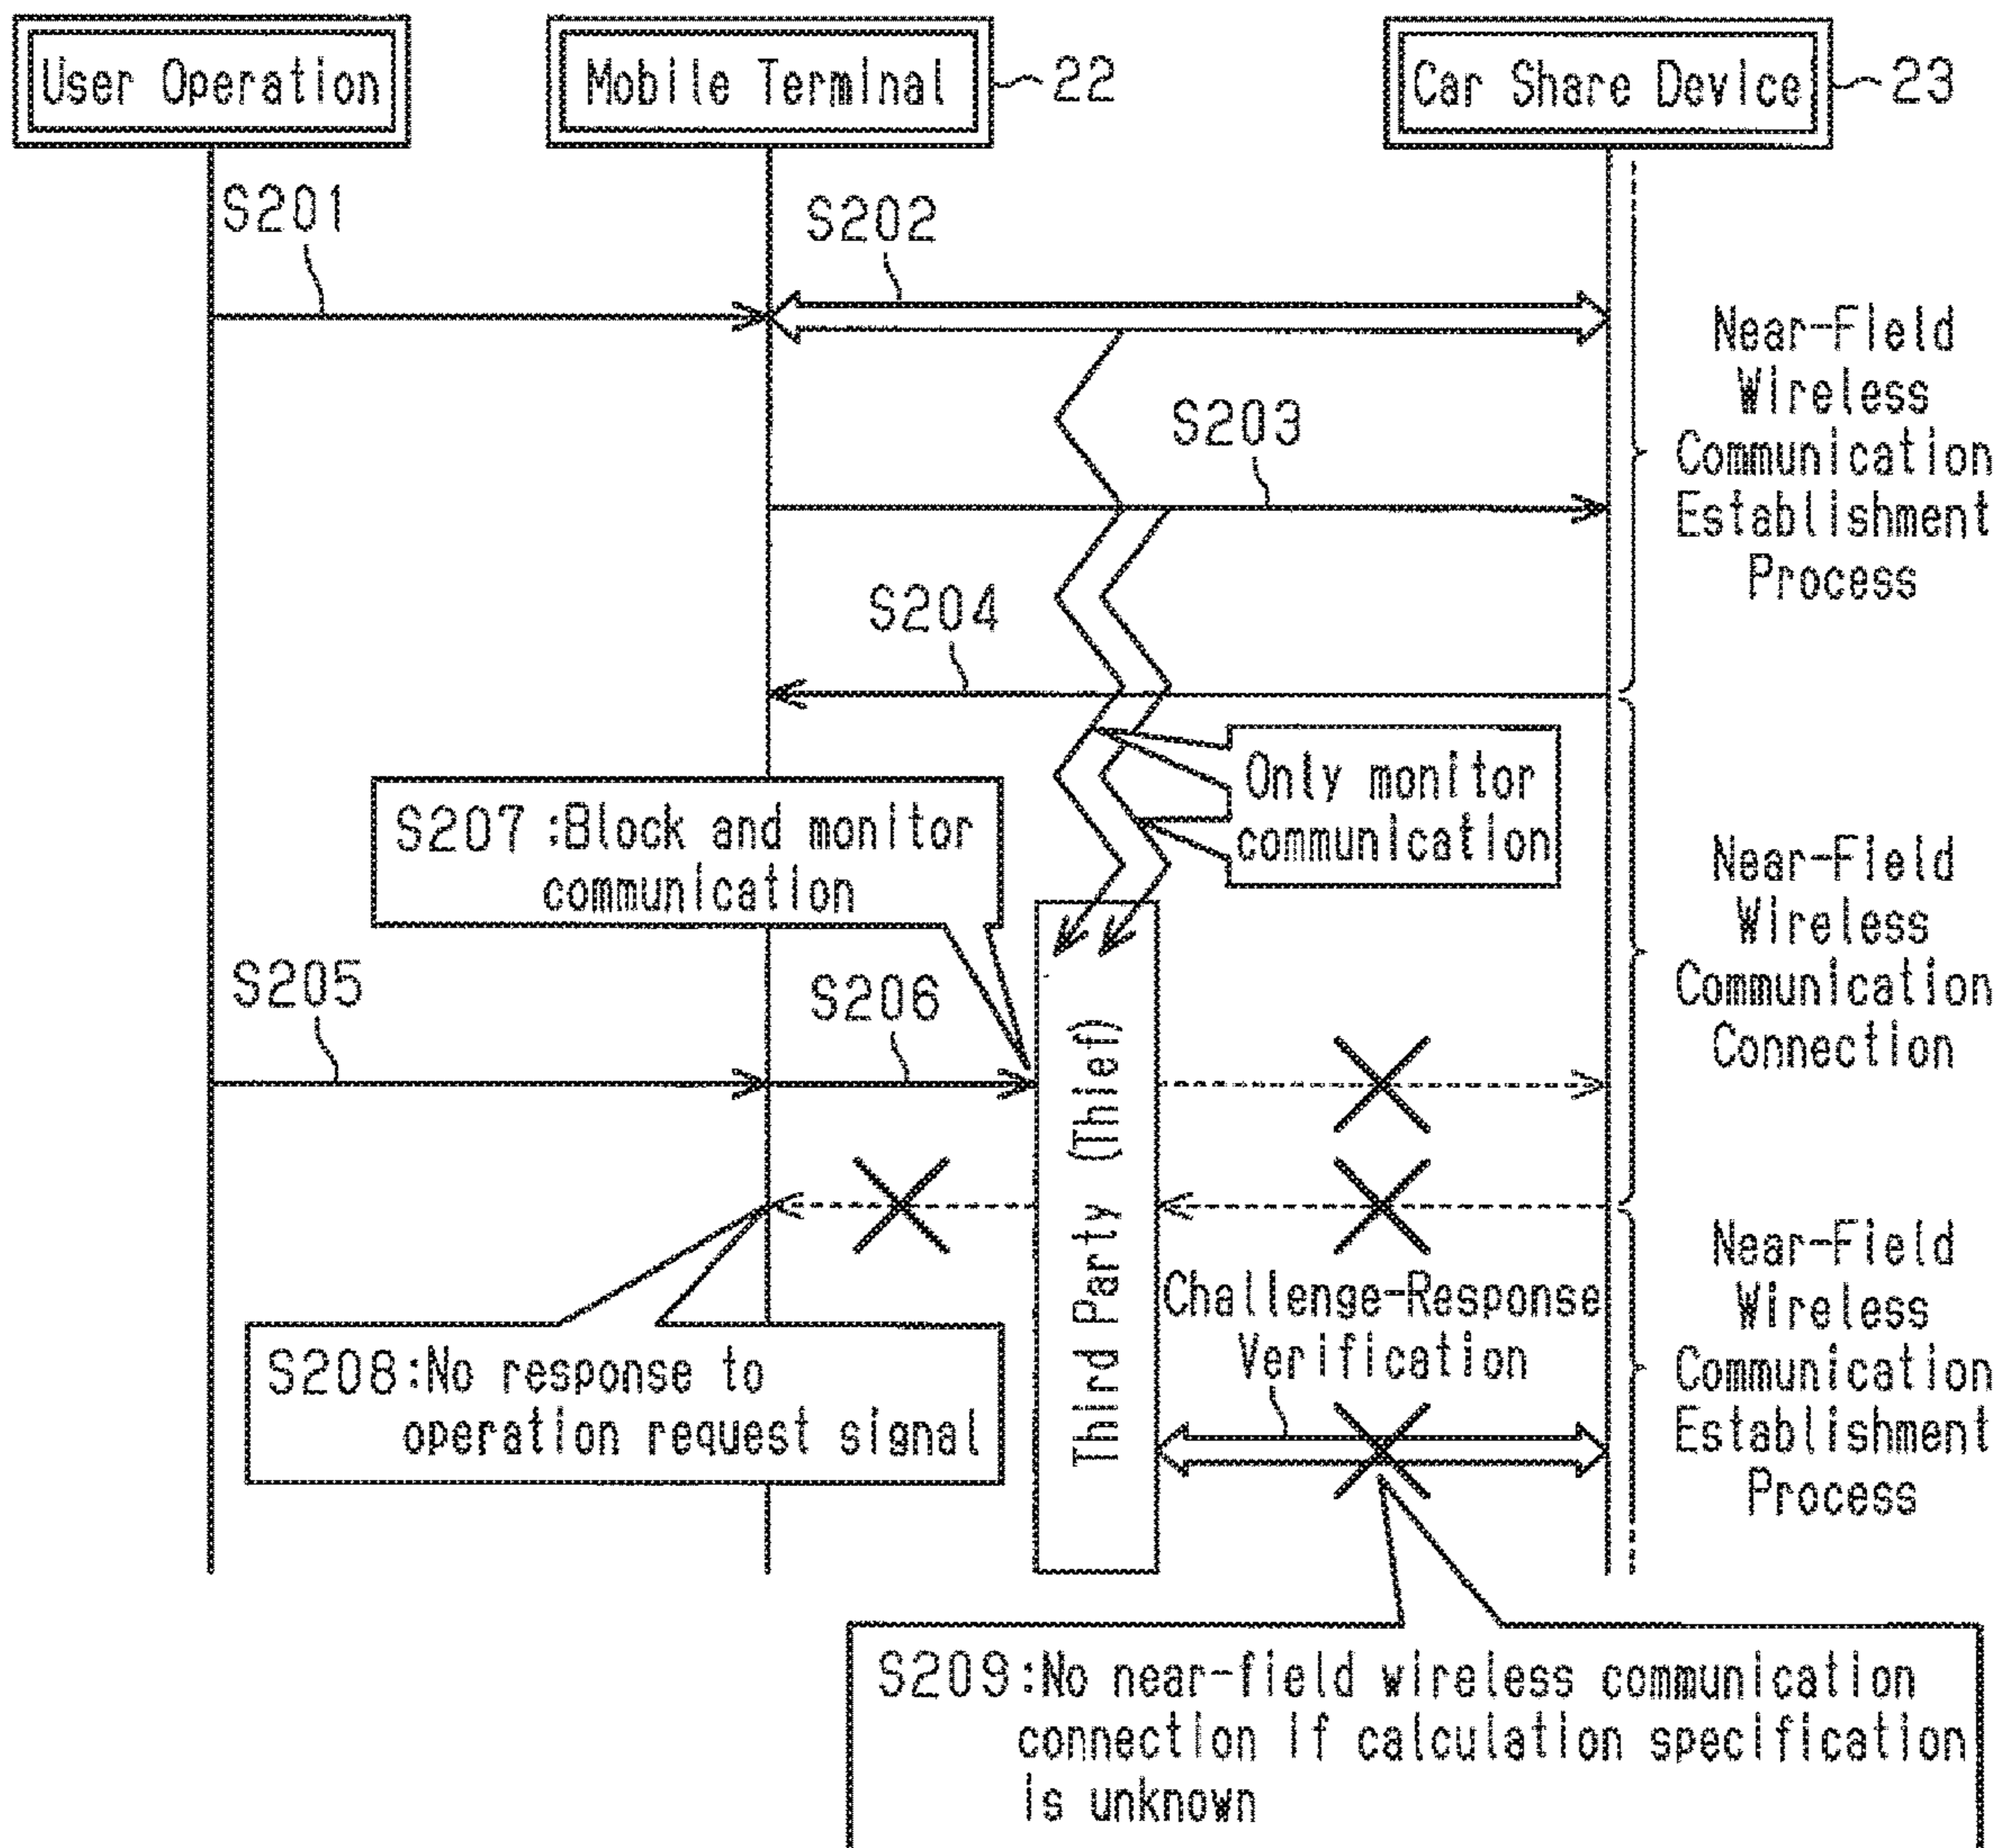 User Operation
Mobile Terminal
22
Car Share Device
23
S201
S202
Near-Field
Wireless
Communication
Establishment
Process
S203
S204
Only monitor
communication
S207:Block and monitor
communication
Near-Field
Wireless
Communication
Connection
S205
S206
Third Party (Thief)
Challenge-Response
Verification
Near-Field
Wireless
Communication
Establishment
Process
S208:No response to
operation request signal
S209:No near-field wireless communication
connection if calculation specification
is unknown